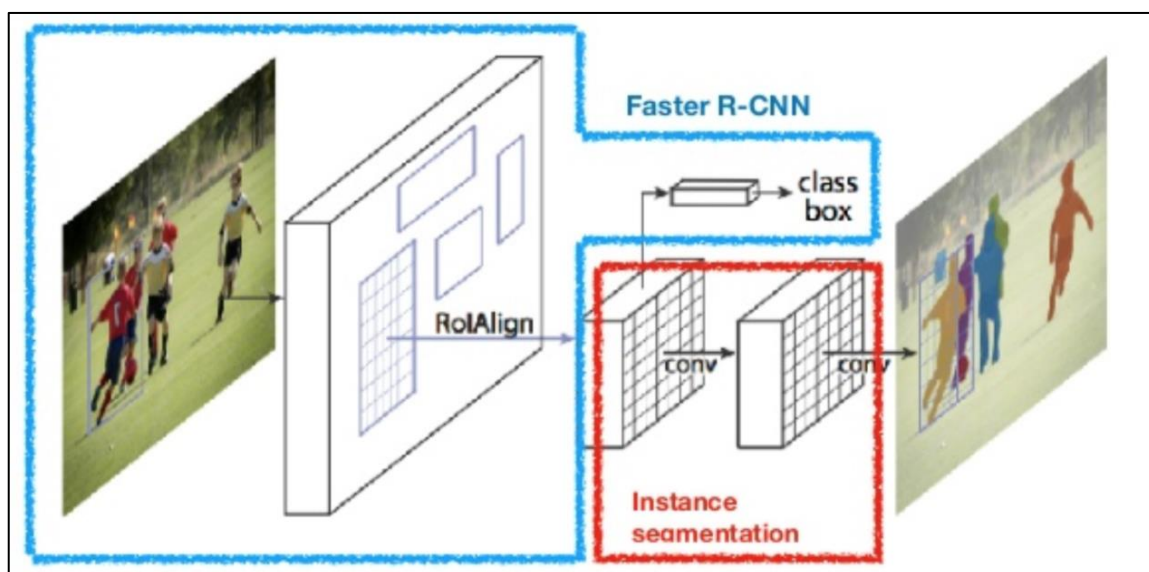 Faster R-CNN
class
box
RoIAlign
conv
conv
Instance
segmentation